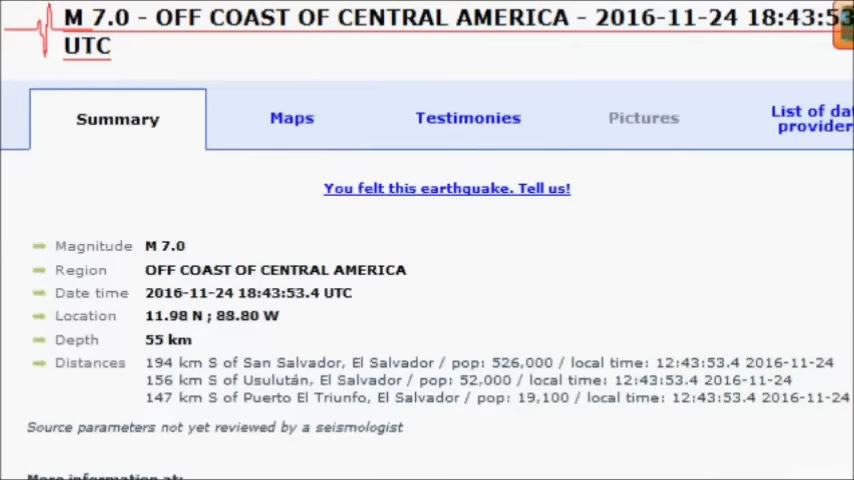 M 7.0 - OFF COAST OF CENTRAL AMERICA - 2016-11-24 18:43:53
UTC
Summary
Maps
Testimonies
Pictures
List of
provider
You felt this earthquake. Tell us!
Magnitude M 7.0
Region OFF COAST OF CENTRAL AMERICA
Date time 2016-11-24 18:43:53.4 UTC
Location 11.98 N ; 88.80 W
Depth 55 km
Distances 194 km S of San Salvador, El Salvador / pop: 526,000 / local time: 12:43:53.4 2016-11-24
156 km S of Usulután, El Salvador / pop: 52,000 / local time: 12:43:53.4 2016-11-24
147 km S of Puerto El Triunfo, El Salvador / pop: 19,100 / local time: 12:43:53.4 2016-11-24
Source parameters not yet reviewed by a seismologist
More information at: